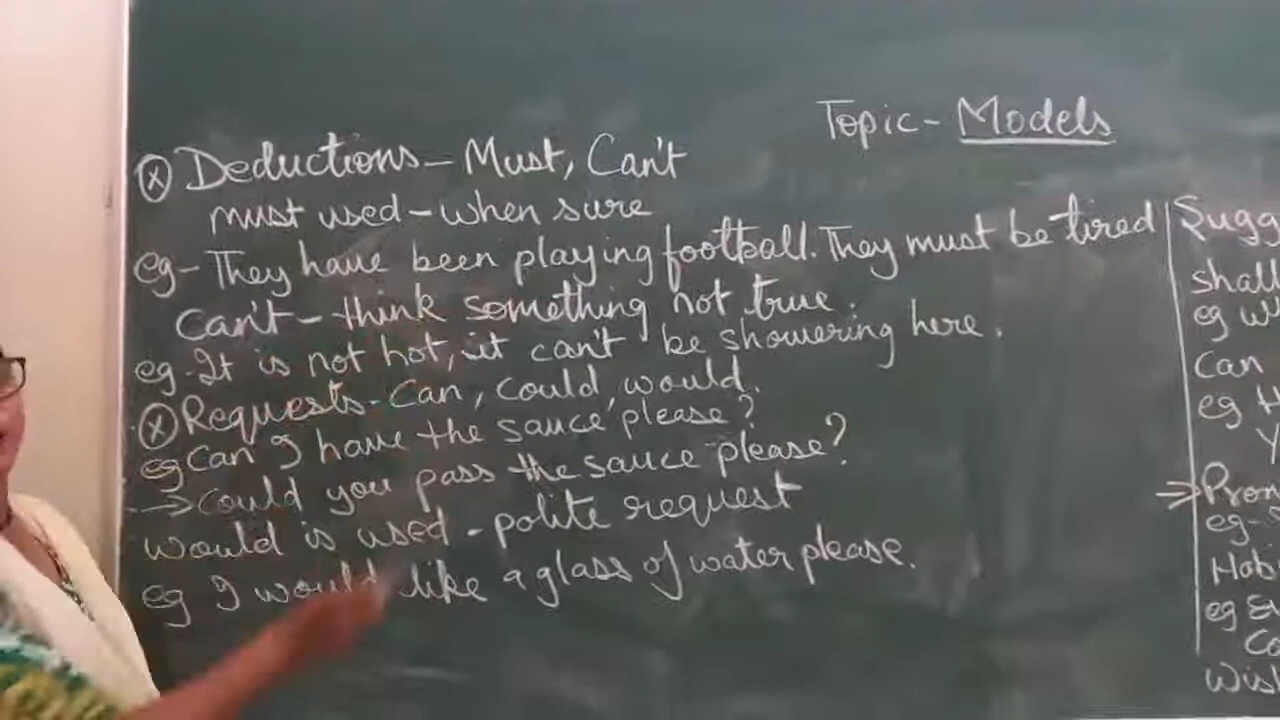 Topic- Models
(x) Deductions - Must, Can't
must used - when sure
eg - They have been playing football. They must be tired
Can't - think something not true.
eg. It is not hot, it can't be showering here.
(x) Requests - Can, could, would.
eg Can I have the sauce please?
→ Could you pass the sauce please?
Would is used - polite request
eg I would like a glass of water please.
Sugg
shall
eg
Can
eg H
Y
⇒ Prom
eg -
Hab
eg Ev
Co
Wis